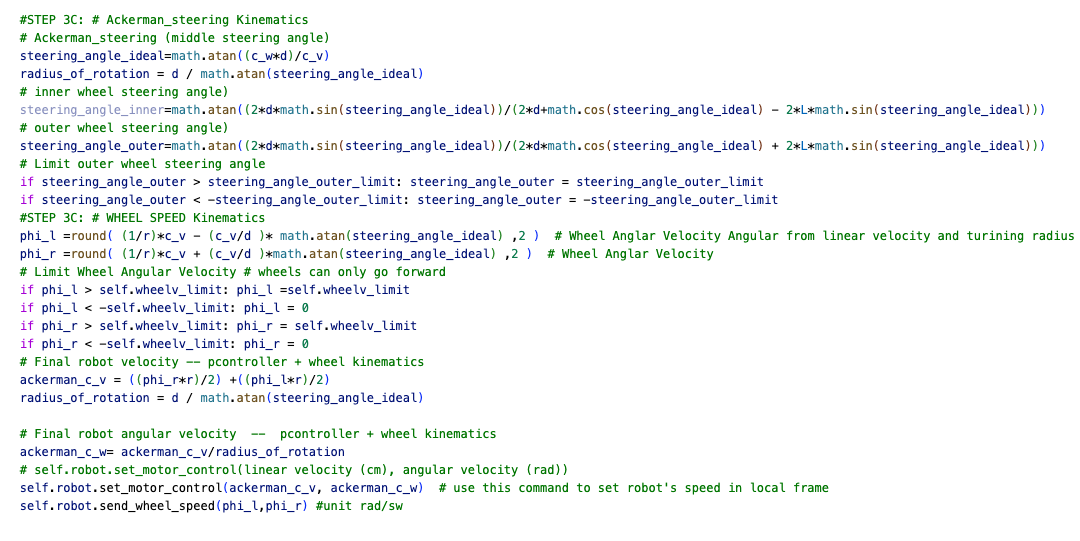 #STEP 3C: # Ackerman_steering Kinematics
# Ackerman_steering (middle steering angle)
steering_angle_ideal=math.atan((c_w*d)/c_v)
radius_of_rotation = d / math.atan(steering_angle_ideal)
# inner wheel steering angle)
steering_angle_inner=math.atan((2*d*math.sin(steering_angle_ideal))/(2*d+math.cos(steering_angle_ideal) - 2*L*math.sin(steering_angle_ideal)))
# outer wheel steering angle)
steering_angle_outer=math.atan((2*d*math.sin(steering_angle_ideal))/(2*d*math.cos(steering_angle_ideal) + 2*L*math.sin(steering_angle_ideal)))
# Limit outer wheel steering angle
if steering_angle_outer > steering_angle_outer_limit: steering_angle_outer = steering_angle_outer_limit
if steering_angle_outer < -steering_angle_outer_limit: steering_angle_outer = -steering_angle_outer_limit
#STEP 3C: # WHEEL SPEED Kinematics
phi_l =round( (1/r)*c_v - (c_v/d )* math.atan(steering_angle_ideal) ,2 )  # Wheel Anglar Velocity Angular from linear velocity and turining radius
phi_r =round( (1/r)*c_v + (c_v/d )*math.atan(steering_angle_ideal) ,2 )  # Wheel Anglar Velocity
# Limit Wheel Angular Velocity # wheels can only go forward
if phi_l > self.wheelv_limit: phi_l =self.wheelv_limit
if phi_l < -self.wheelv_limit: phi_l = 0
if phi_r > self.wheelv_limit: phi_r = self.wheelv_limit
if phi_r < -self.wheelv_limit: phi_r = 0
# Final robot velocity -- pcontroller + wheel kinematics
ackerman_c_v = ((phi_r*r)/2) +((phi_l*r)/2)
radius_of_rotation = d / math.atan(steering_angle_ideal)
# Final robot angular velocity  --  pcontroller + wheel kinematics
ackerman_c_w= ackerman_c_v/radius_of_rotation
# self.robot.set_motor_control(linear velocity (cm), angular velocity (rad))
self.robot.set_motor_control(ackerman_c_v, ackerman_c_w)  # use this command to set robot's speed in local frame
self.robot.send_wheel_speed(phi_l,phi_r) #unit rad/sw